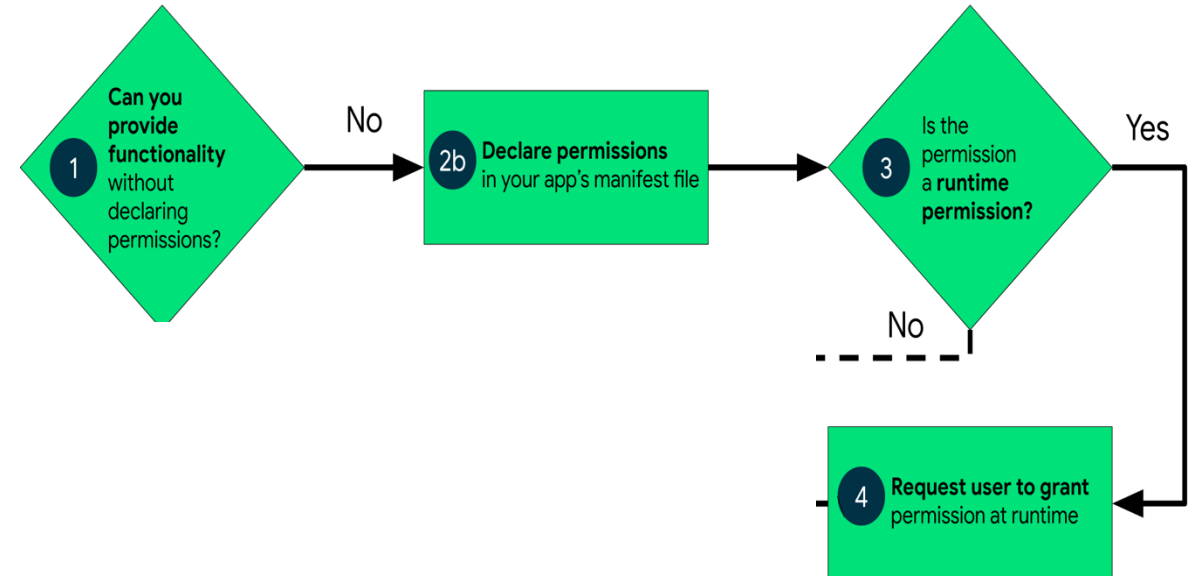 1
Can you
provide
functionality
without
declaring
permissions?
No
2b
Declare permissions
in your app's manifest file
3
Is the
permission
a runtime
permission?
Yes
No
4
Request user to grant
permission at runtime